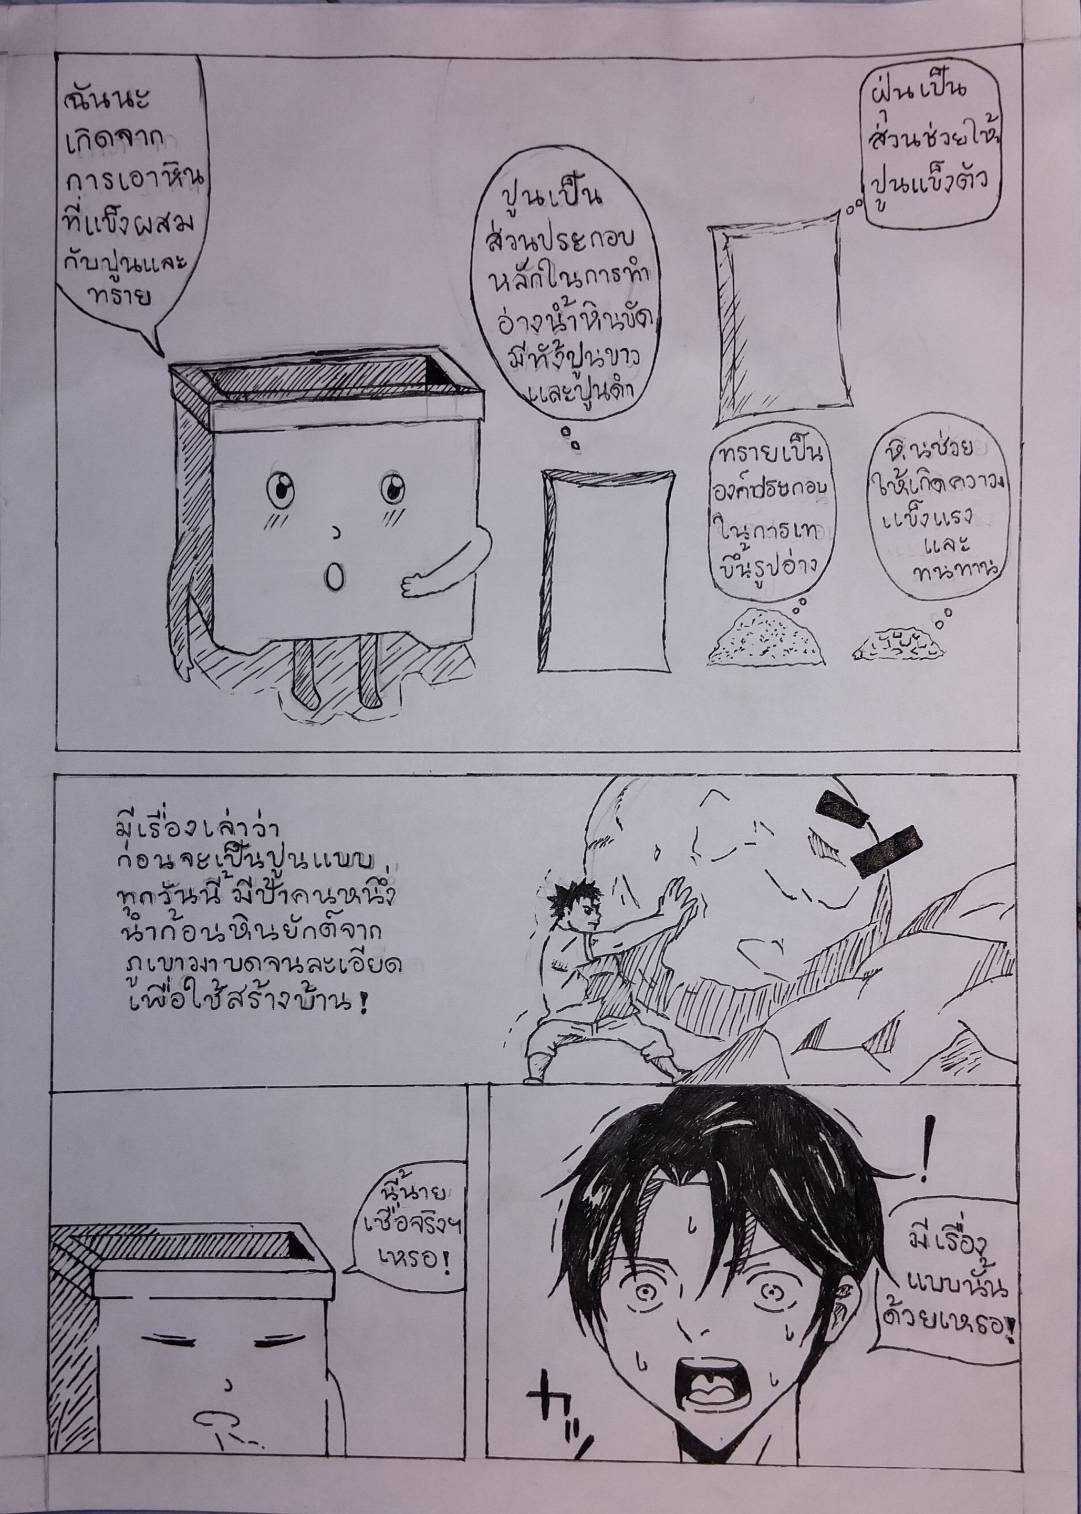 ฉันนะ
เกิดจาก
การเอาหิน
ที่แข็งผสม
กับปูนและ
ทราย
ปูนเป็น
ส่วนประกอบ
หลักในการทำ
อ่างน้ำหินขัด
มีทั้งปูนขาว
และปูนดำ
ฝุ่นเป็น
ส่วนช่วยให้
ปูนแข็งตัว
ทรายเป็น
องค์ประกอบ
ในการเท
ขึ้นรูปอ่าง
หินช่วย
ให้เกิดความ
แข็งแรง
และ
ทนทาน
มีเรื่องเล่าว่า
ก่อนจะเป็นปูนแบบ
ทุกวันนี้ มีป้าคนหนึ่ง
นำก้อนหินยักต์จาก
ภูเขามาบดจนละเอียด
เพื่อใช้สร้างบ้าน!
นี่นาย
เชื่อจริงๆ
เหรอ!
!
มีเรื่อง
แบบนั้น
ด้วยเหรอ!
ガッ